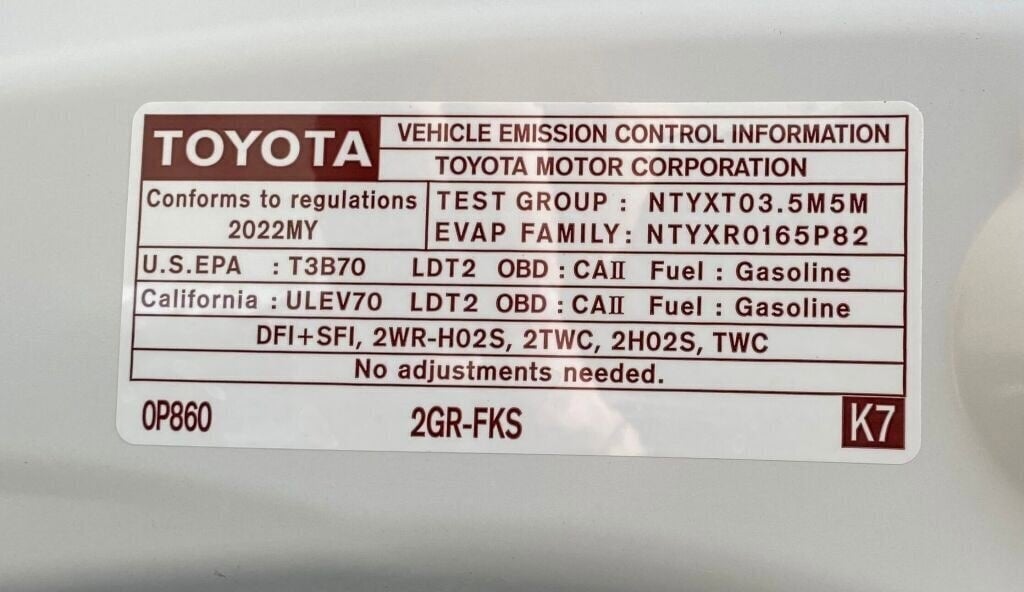 TOYOTA
VEHICLE EMISSION CONTROL INFORMATION
TOYOTA MOTOR CORPORATION
Conforms to regulations
2022MY
TEST GROUP : NTYXT03.5M5M
EVAP FAMILY: NTYXR0165P82
U.S.EPA : T3B70 LDT2 OBD : CAII Fuel : Gasoline
California : ULEV70 LDT2 OBD : CAII Fuel : Gasoline
DFI+SFI, 2WR-HO2S, 2TWC, 2HO2S, TWC
No adjustments needed.
0P860 2GR-FKS K7